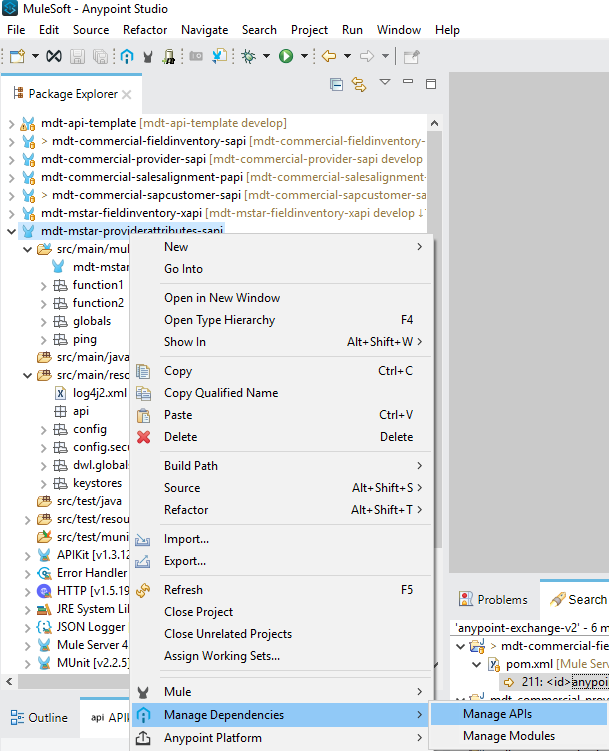 MuleSoft - Anypoint Studio
File Edit Source Refactor Navigate Search Project Run Window Help
Package Explorer
mdt-api-template [mdt-api-template develop]
> mdt-commercial-fieldinventory-sapi [mdt-commercial-fieldinventory-
mdt-commercial-provider-sapi [mdt-commercial-provider-sapi develop
mdt-commercial-salesalignment-papi [mdt-commercial-salesalignment-
> mdt-commercial-sapcustomer-sapi [mdt-commercial-sapcustomer-sa
mdt-mstar-fieldinventory-xapi [mdt-mstar-fieldinventory-xapi develop ↓
mdt-mstar-providerattributes-sapi
src/main/mul
mdt-mstar
function1
function2
globals
ping
src/main/java
src/main/reso
log4j2.xml
api
config
config.secu
dwl.globals
keystores
src/test/java
src/test/resou
src/test/muni
APIKit [v1.3.12
Error Handler
HTTP [v1.5.19
JRE System Lib
JSON Logger
Mule Server 4
MUnit [v2.2.5]
New
Go Into
Open in New Window
Open Type Hierarchy F4
Show In Alt+Shift+W
Copy Ctrl+C
Copy Qualified Name
Paste Ctrl+V
Delete Delete
Build Path
Source Alt+Shift+S
Refactor Alt+Shift+T
Import...
Export...
Refresh F5
Close Project
Close Unrelated Projects
Assign Working Sets...
Mule
Manage Dependencies
Anypoint Platform
Manage APIs
Manage Modules
Outline
api APIk
Problems
Search
'anypoint-exchange-v2' - 6 m
> mdt-commercial-fie
pom.xml [Mule Serv
211: <id>anypoi
mdt-commercial-pro